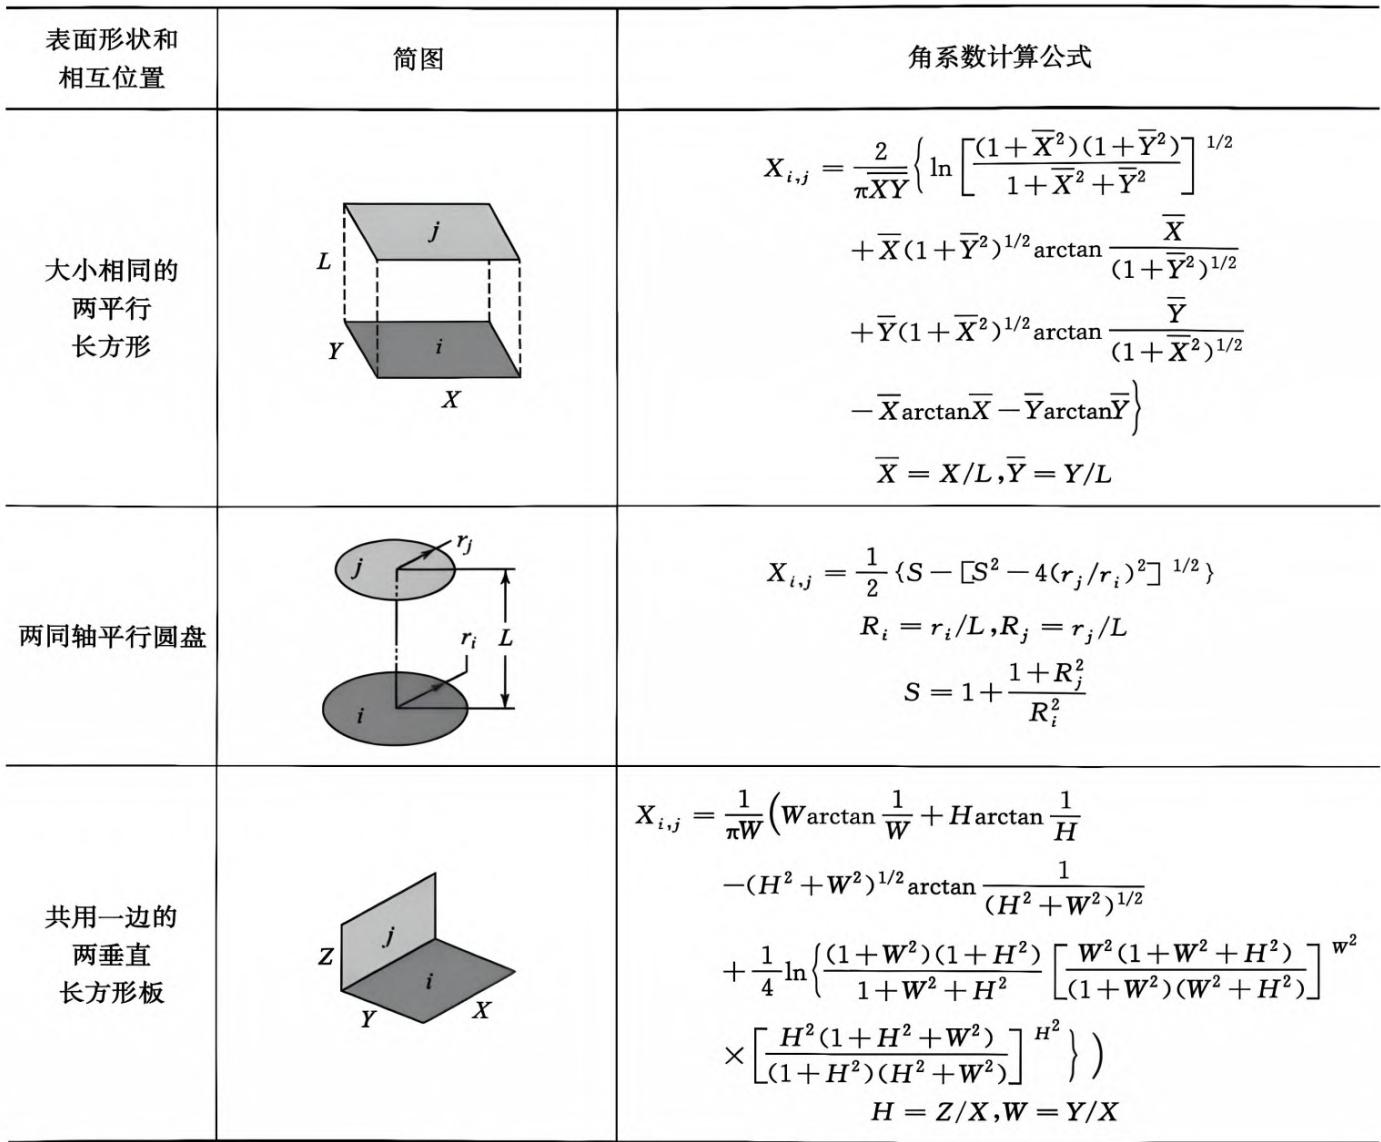 表面形状和
相互位置
简图
角系数计算公式
大小相同的
两平行
长方形
j
L
Y
i
X
X_{i,j} = \frac{2}{\pi \overline{X}\overline{Y}} \{ \ln [ \frac{(1+\overline{X}^2)(1+\overline{Y}^2)}{1+\overline{X}^2+\overline{Y}^2} ]^{1/2}
+ \overline{X}(1+\overline{Y}^2)^{1/2} arctan \frac{\overline{X}}{(1+\overline{Y}^2)^{1/2}}
+ \overline{Y}(1+\overline{X}^2)^{1/2} arctan \frac{\overline{Y}}{(1+\overline{X}^2)^{1/2}}
- \overline{X} arctan \overline{X} - \overline{Y} arctan \overline{Y} \}
\overline{X} = X/L, \overline{Y} = Y/L
两同轴平行圆盘
j
r_j
r_i
L
i
X_{i,j} = \frac{1}{2} \{ S - [S^2 - 4(r_j/r_i)^2]^{1/2} \}
R_i = r_i/L, R_j = r_j/L
S = 1 + \frac{1+R_j^2}{R_i^2}
共用一边的
两垂直
长方形板
Z
j
i
Y
X
X_{i,j} = \frac{1}{\pi W} ( W arctan \frac{1}{W} + H arctan \frac{1}{H}
- (H^2+W^2)^{1/2} arctan \frac{1}{(H^2+W^2)^{1/2}}
+ \frac{1}{4} \ln \{ \frac{(1+W^2)(1+H^2)}{1+W^2+H^2} [ \frac{W^2(1+W^2+H^2)}{(1+W^2)(W^2+H^2)} ]^{W^2}
× [ \frac{H^2(1+H^2+W^2)}{(1+H^2)(H^2+W^2)} ]^{H^2} \} )
H = Z/X, W = Y/X